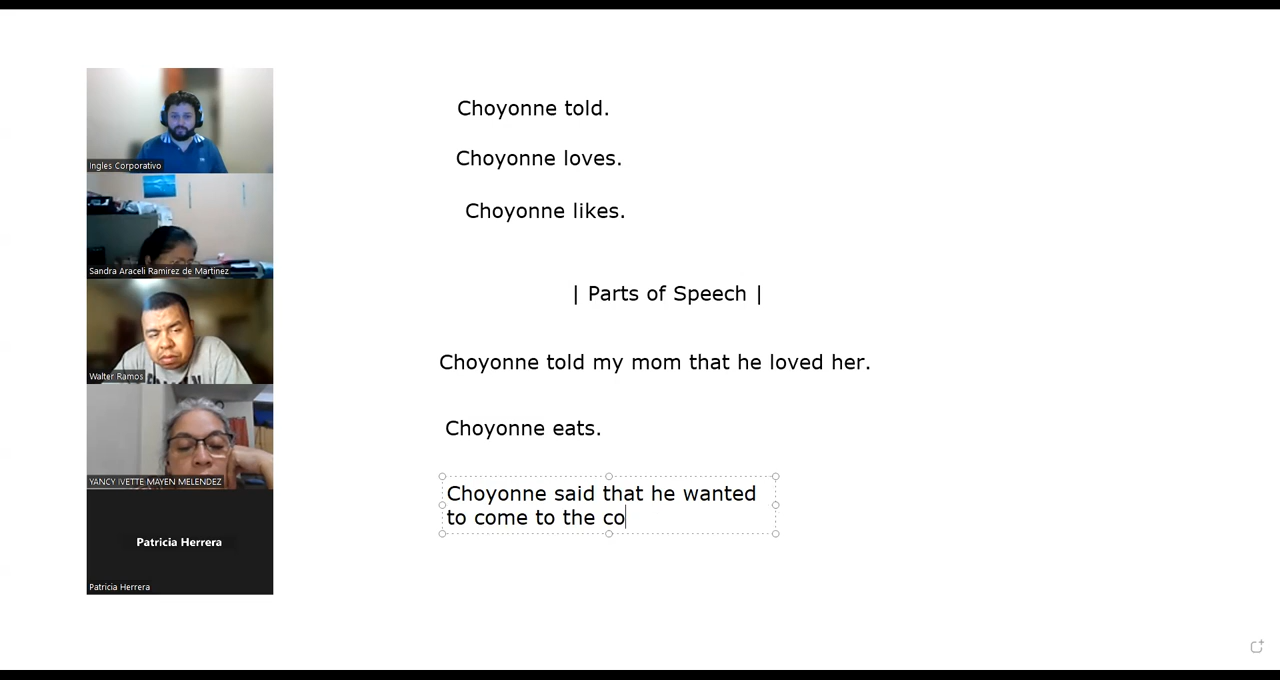 Ingles Corporativo
Sandra Araceli Ramirez de Martinez
Walter Ramos
YANCY IVETTE MAYEN MELENDEZ
Patricia Herrera
Patricia Herrera
Choyonne told.
Choyonne loves.
Choyonne likes.
| Parts of Speech |
Choyonne told my mom that he loved her.
Choyonne eats.
Choyonne said that he wanted
to come to the co